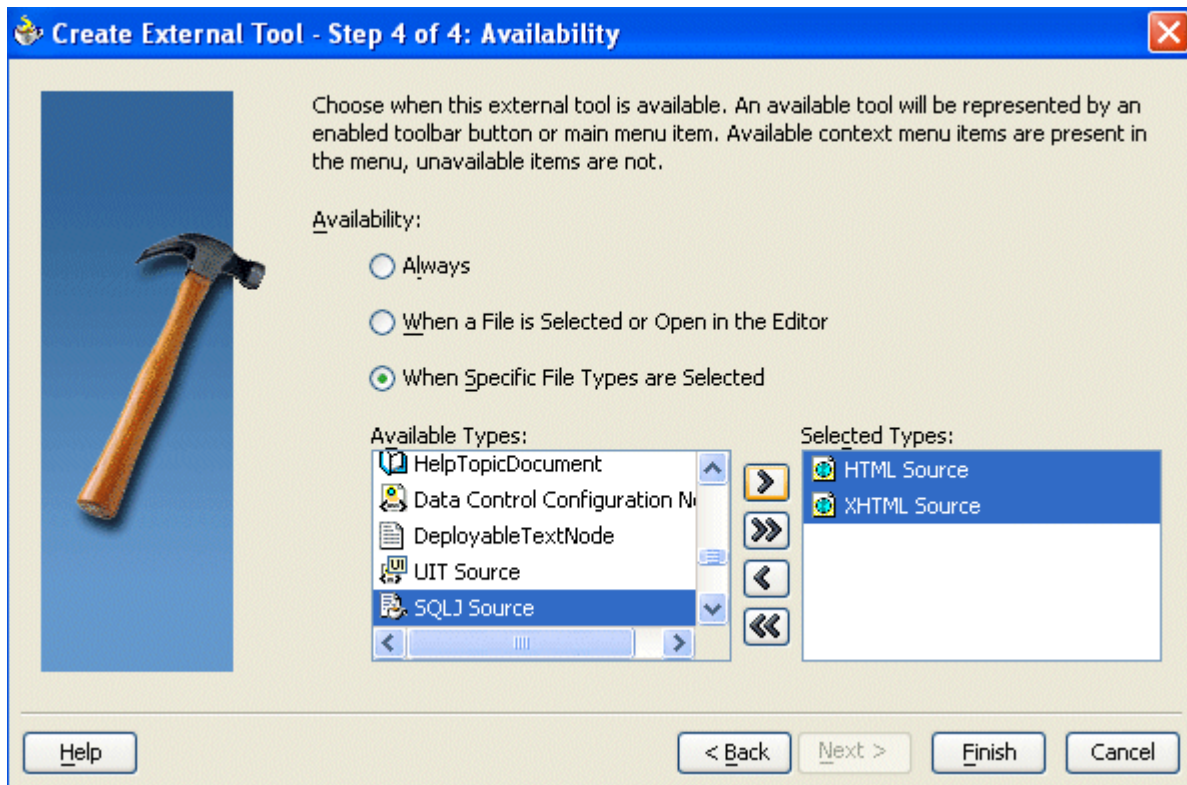 Create External Tool - Step 4 of 4: Availability
Choose when this external tool is available. An available tool will be represented by an
enabled toolbar button or main menu item. Available context menu items are present in
the menu, unavailable items are not.
Availability:
Always
When a File is Selected or Open in the Editor
When Specific File Types are Selected
Available Types:
HelpTopicDocument
Data Control Configuration N
DeployableTextNode
UIT Source
SQLJ Source
Selected Types:
HTML Source
XHTML Source
>
>>
<
<<
Help
< Back
Next >
Finish
Cancel